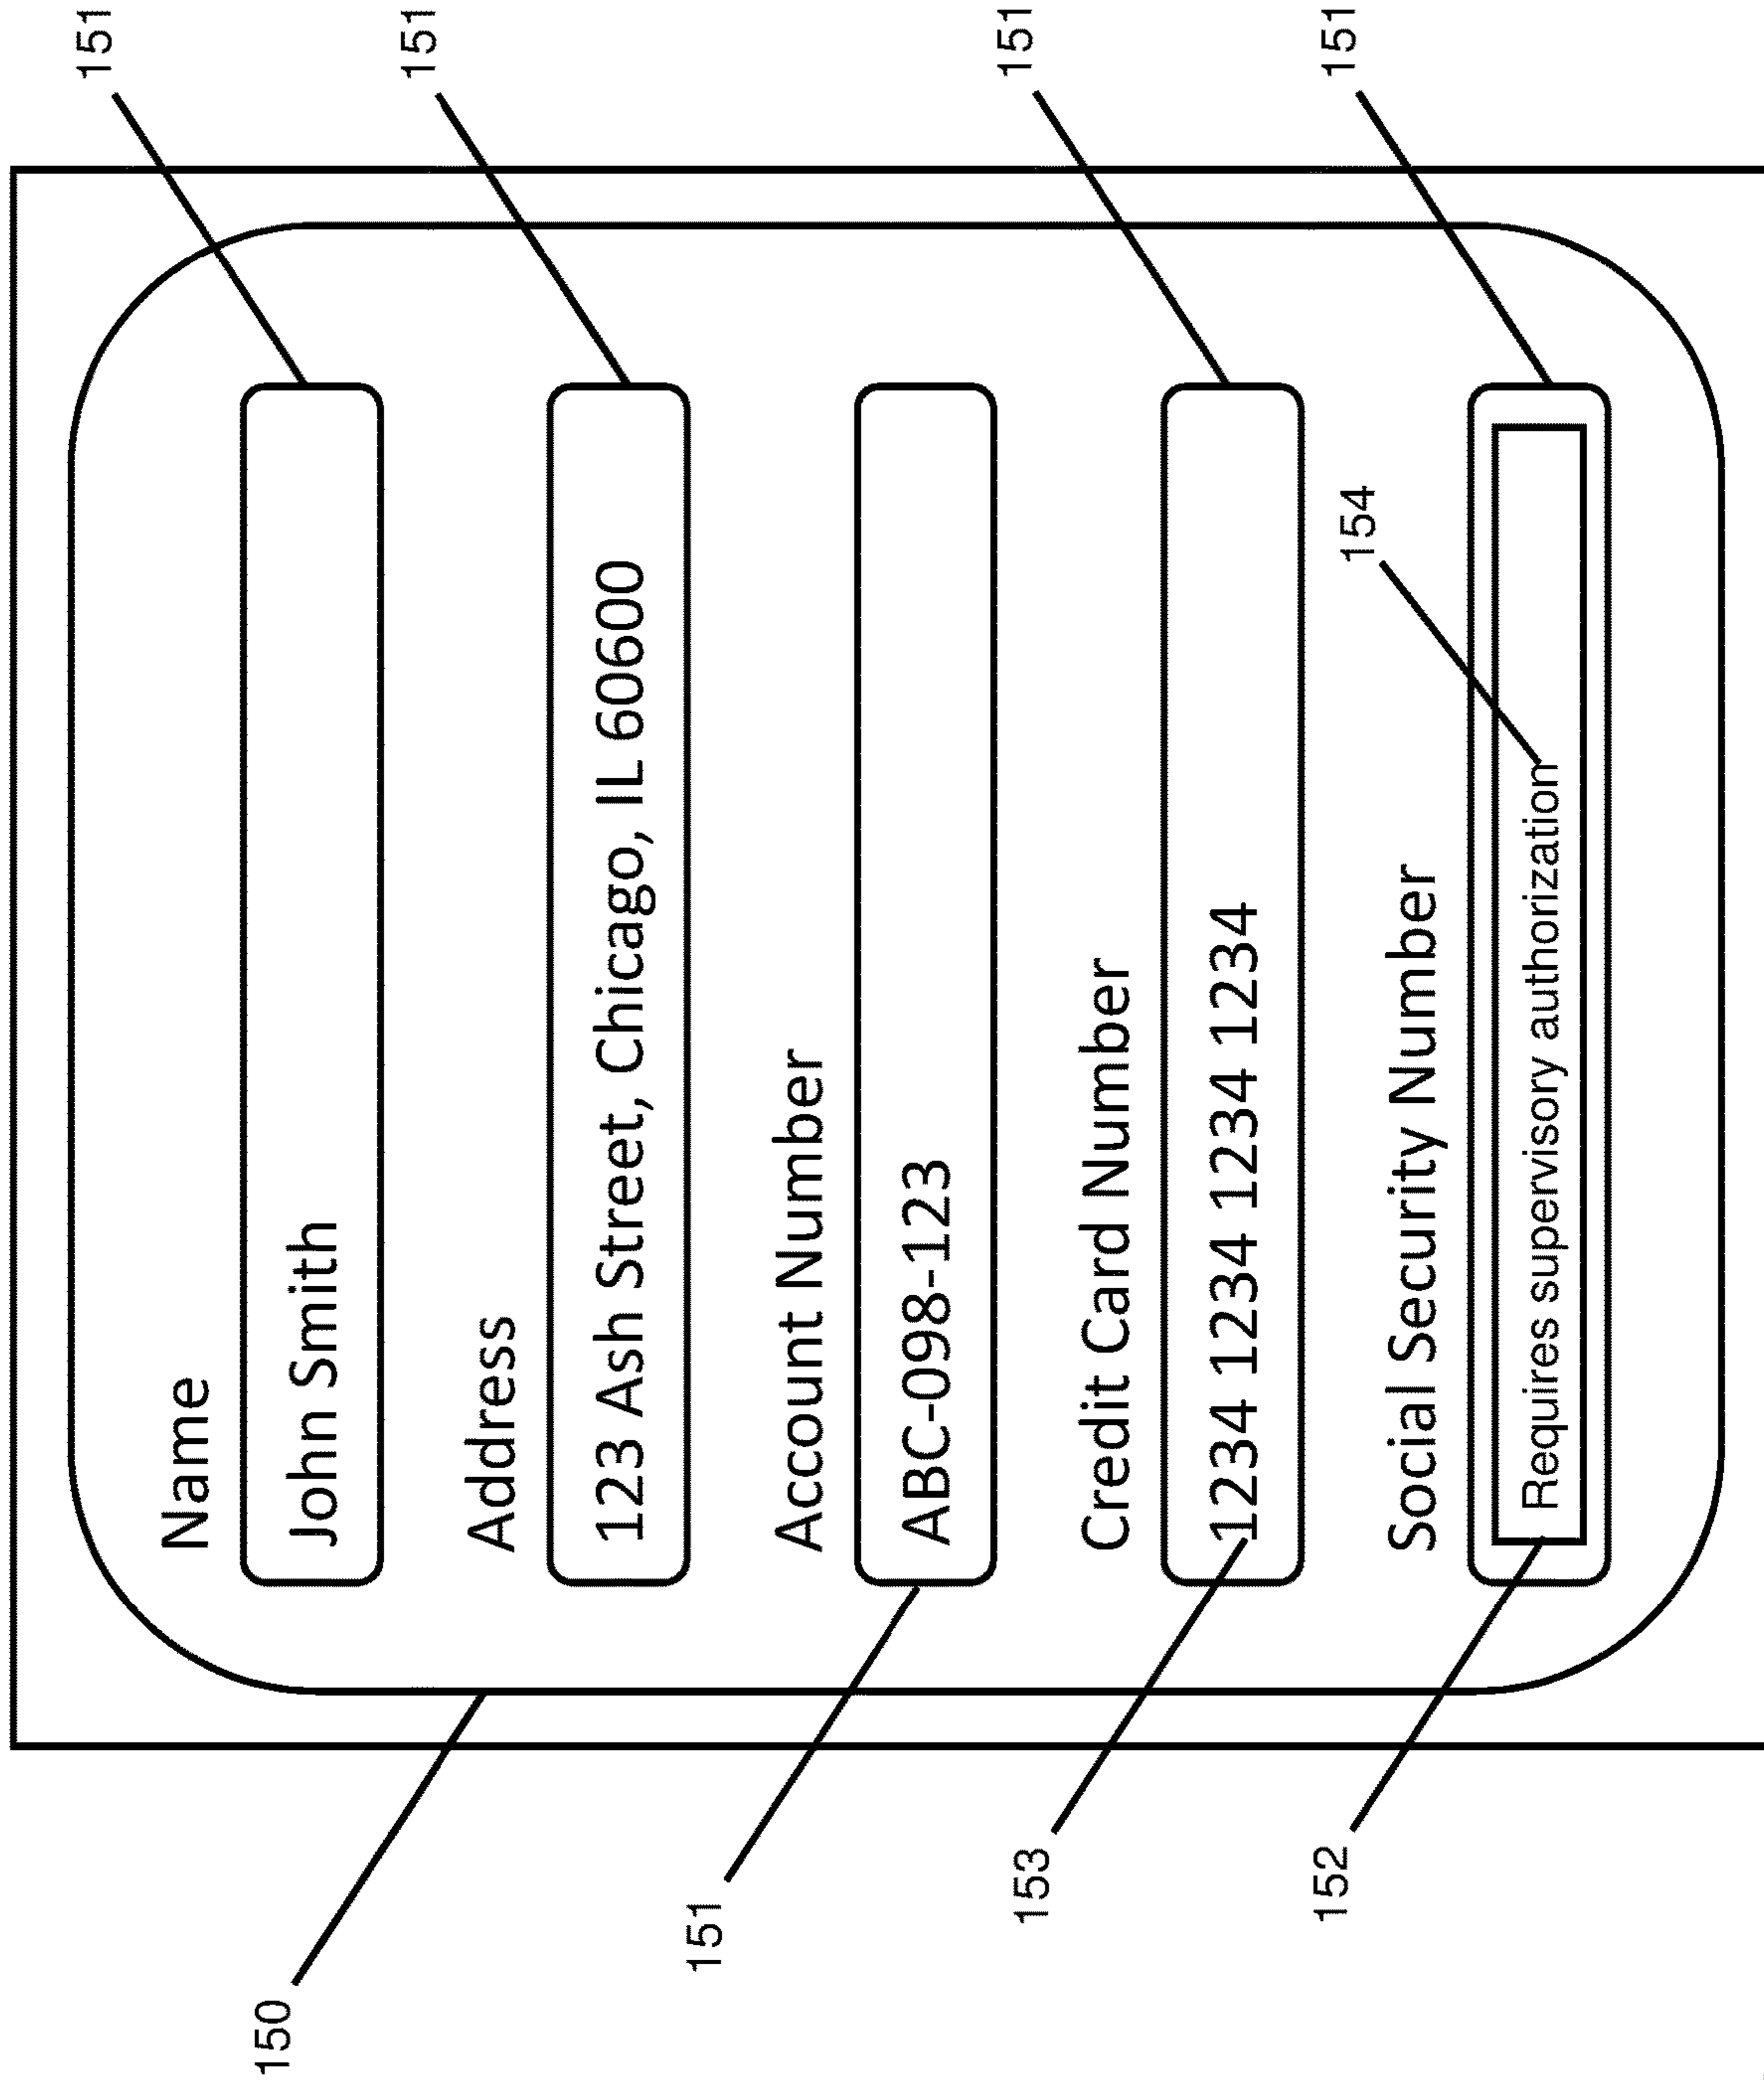 151
151
151
151
Name
John Smith
Address
123 Ash Street, Chicago, IL 60600
Account Number
ABC-098-123
Credit Card Number
1234 1234 1234 1234 1234
154
Social Security Number
Requires supervisory authorization
150
151
153
152